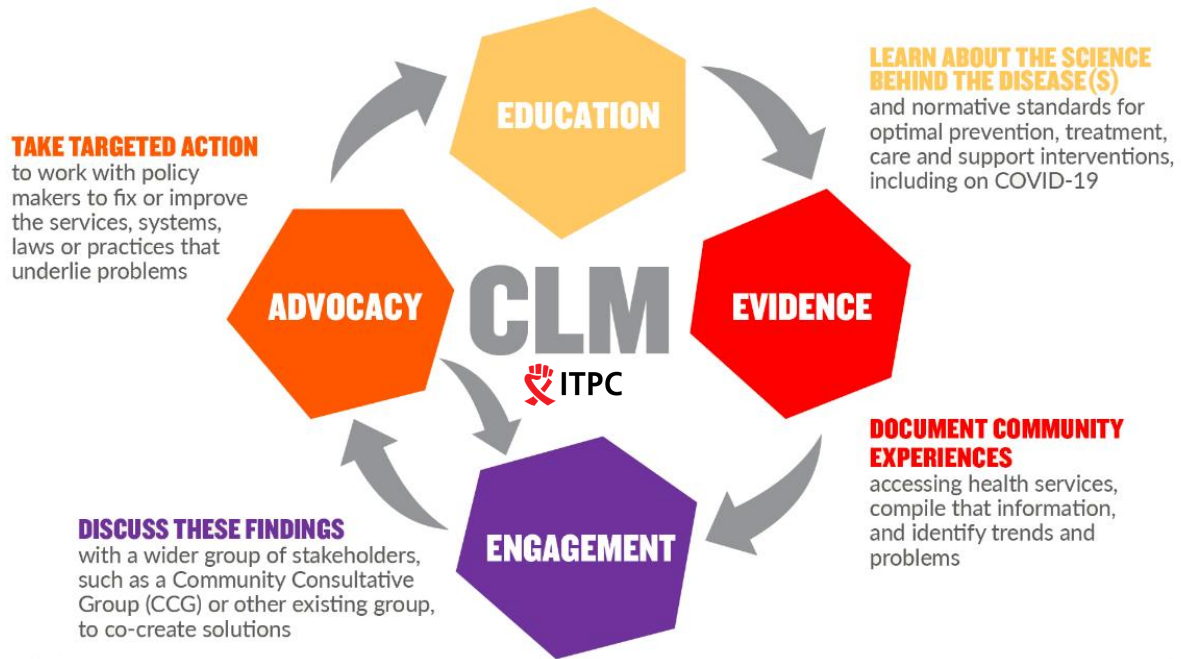 EDUCATION
LEARN ABOUT THE SCIENCE
BEHIND THE DISEASE(S)
and normative standards for
optimal prevention, treatment,
care and support interventions,
including on COVID-19
TAKE TARGETED ACTION
to work with policy
makers to fix or improve
the services, systems,
laws or practices that
underlie problems
ADVOCACY
CLM
ITPC
EVIDENCE
DOCUMENT COMMUNITY
EXPERIENCES
accessing health services,
compile that information,
and identify trends and
problems
DISCUSS THESE FINDINGS
with a wider group of stakeholders,
such as a Community Consultative
Group (CCG) or other existing group,
to co-create solutions
ENGAGEMENT